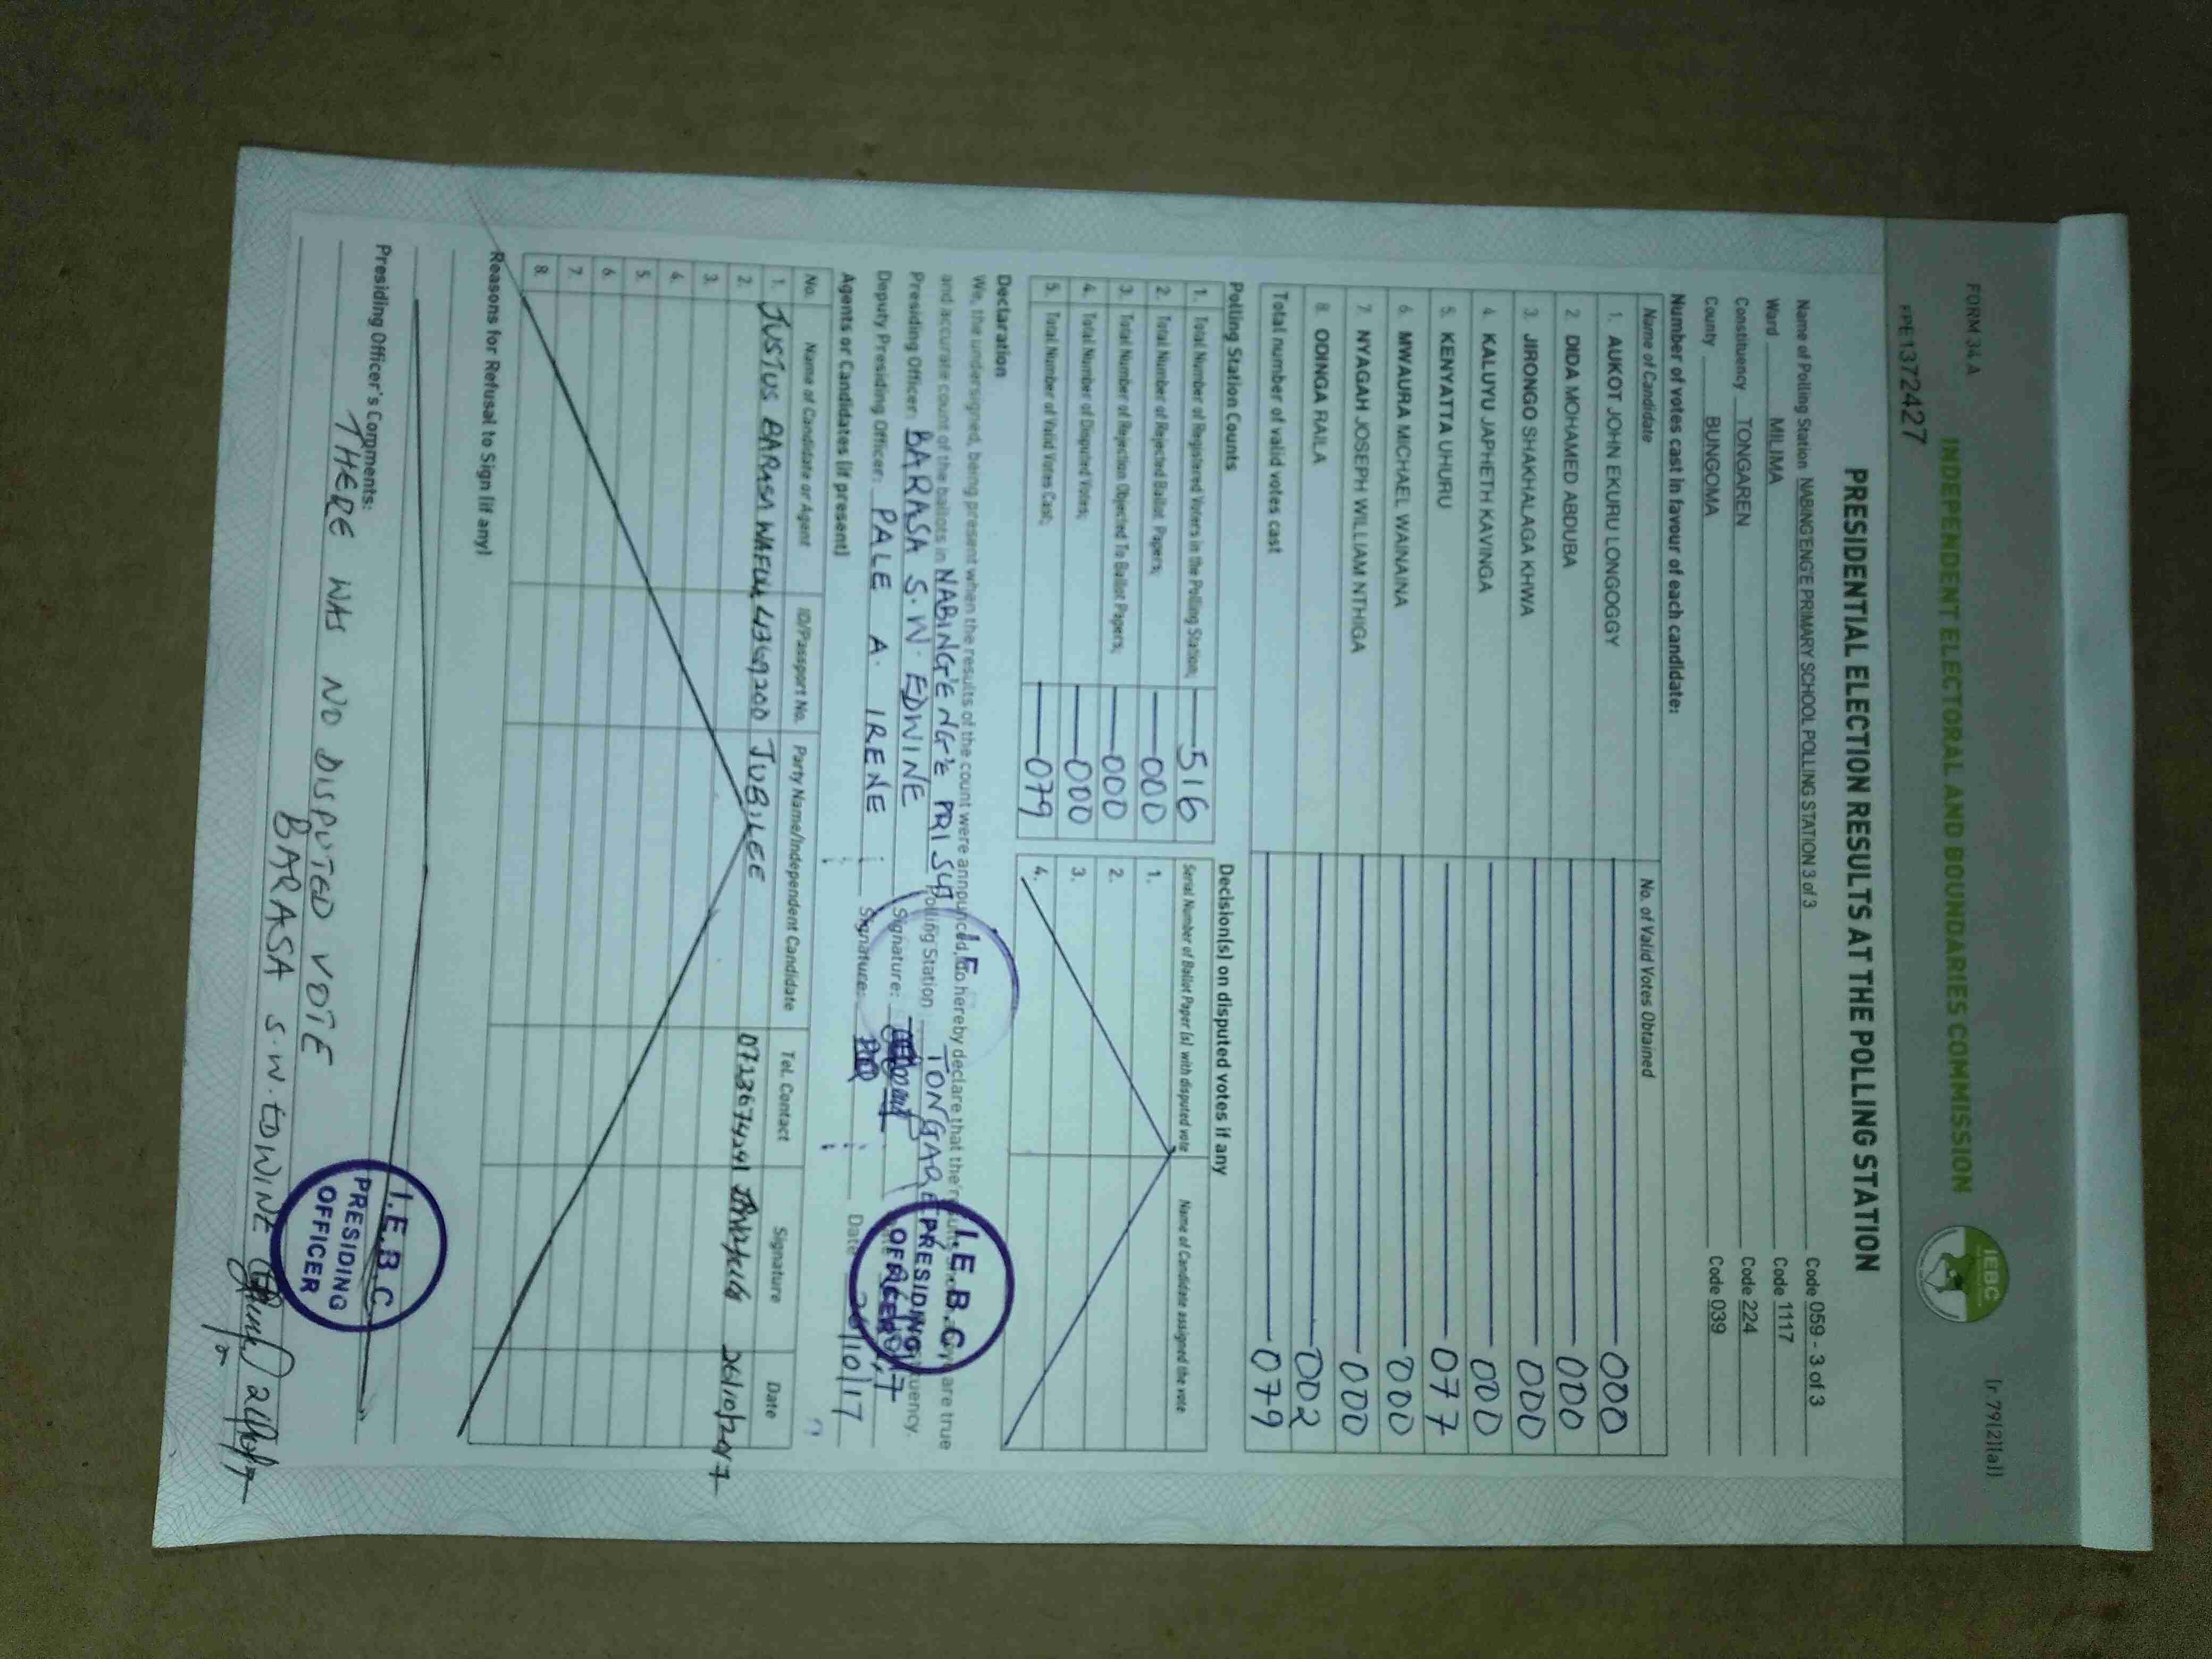 FORM 34A
INDEPENDENT ELECTORAL AND BOUNDARIES COMMISSION
IEBC
(r 79(2)(a))
PPE1372427
PRESIDENTIAL ELECTION RESULTS AT THE POLLING STATION
Name of Polling Station NABING'ENG'E PRIMARY SCHOOL POLLING STATION 3 of 3 Code 059 - 3 of 3
Ward MILIMA Code 1117
Constituency TONGAREN Code 224
County BUNGOMA Code 039
Number of votes cast in favour of each candidate:
Name of Candidate No. of Valid Votes Obtained
1. AUKOT JOHN EKURU LONGOGGY 000
2. DIDA MOHAMED ABDUBA 000
3. JIRONGO SHAKHALAGA KHWA 000
4. KALUYU JAPHETH KAVINGA 000
5. KENYATTA UHURU 077
6. MWAURA MICHAEL WAINAINA 000
7. NYAGAH JOSEPH WILLIAM NTHIGA 000
8. ODINGA RAILA 002
Total number of valid votes cast 079
Polling Station Counts
1. Total Number of Registered Voters in the Polling Station; 516
2. Total Number of Rejected Ballot Papers; 000
3. Total Number of Rejection Objected To Ballot Papers; 000
4. Total Number of Disputed Votes; 000
5. Total Number of Valid Votes Cast; 079
Decision(s) on disputed votes if any
Serial Number of Ballot Paper (s) with disputed vote Name of Candidate assigned the vote
1.
2.
3.
4.
Declaration
We, the undersigned, being present when the results of the count were announced, do hereby declare that the results shown above are true
and accurate count of the ballots in NABING'ENG'E PRI SCH Polling Station TONGAREN Constituency.
Presiding Officer: BARASA S.W. EDWINE Signature:
Deputy Presiding Officer: PALE A. IRENE Signature: Date 26/10/17
I.E.B.C.
PRESIDING
OFFICER
Agents or Candidates (if present)
No. Name of Candidate or Agent ID/Passport No. Party Name/Independent Candidate Tel. Contact Signature Date
1. JUSTUS BARASA WAFULA 4369200 JUBILEE 0713674291 26/10/2017
2.
3.
4.
5.
6.
7.
8.
Reasons for Refusal to Sign (if any)
Presiding Officer's Comments:
THERE WAS NO DISPUTED VOTE
BARASA S.W. EDWINE
I.E.B.C.
PRESIDING
OFFICER